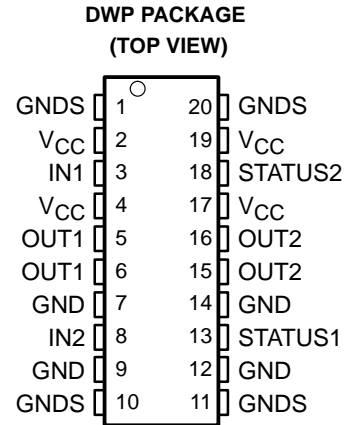 DWP PACKAGE
(TOP VIEW)
GNDS 1 20 GNDS
VCC 2 19 VCC
IN1 3 18 STATUS2
VCC 4 17 VCC
OUT1 5 16 OUT2
OUT1 6 15 OUT2
GND 7 14 GND
IN2 8 13 STATUS1
GND 9 12 GND
GNDS 10 11 GNDS